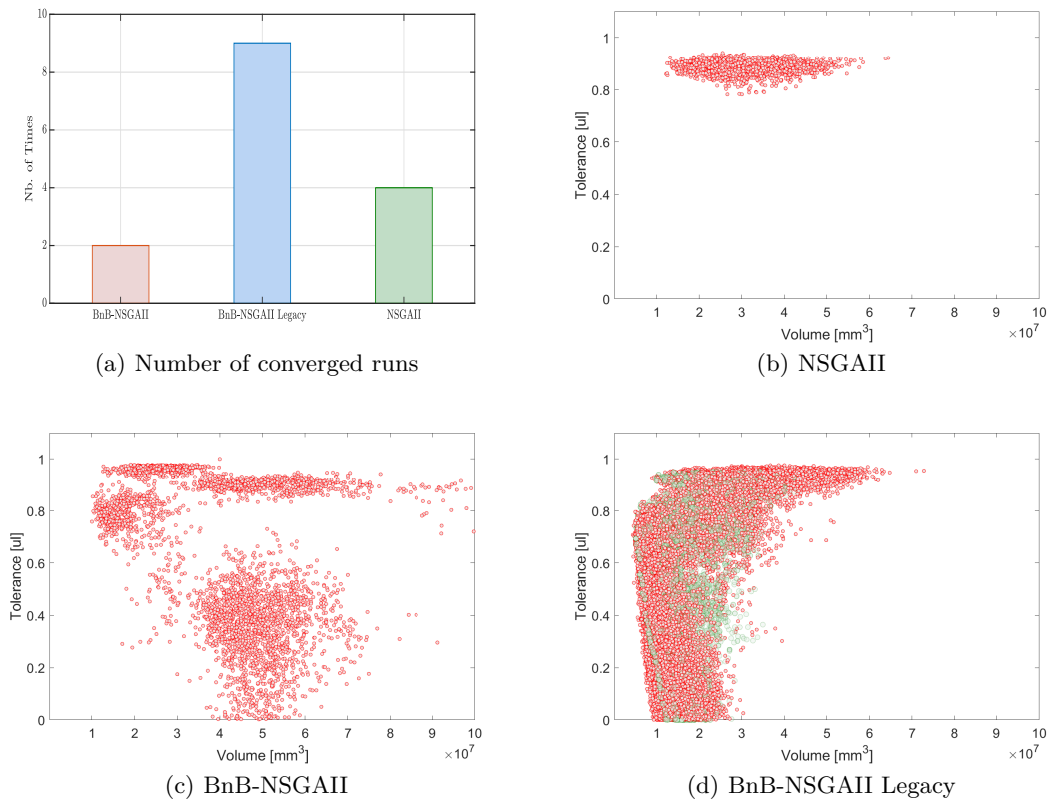 10
8
6
4
2
0
Nb. of Times
BnB-NSGAII
BnB-NSGAII Legacy
NSGAII
(a) Number of converged runs
1
0.8
0.6
0.4
0.2
0
Tolerance [ul]
1 2 3 4 5 6 7 8 9 10
Volume [mm³]
×10⁷
(b) NSGAII
1
0.8
0.6
0.4
0.2
0
Tolerance [ul]
1 2 3 4 5 6 7 8 9 10
Volume [mm³]
×10⁷
(c) BnB-NSGAII
1
0.8
0.6
0.4
0.2
0
Tolerance [ul]
1 2 3 4 5 6 7 8 9 10
Volume [mm³]
×10⁷
(d) BnB-NSGAII Legacy